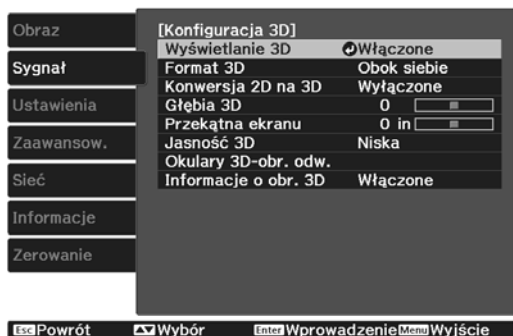 Obraz
Sygnał
Ustawienia
Zaawansow.
Sieć
Informacje
Zerowanie
[Konfiguracja 3D]
Wyświetlanie 3D Włączone
Format 3D Obok siebie
Konwersja 2D na 3D Wyłączone
Głębia 3D 0
Przekątna ekranu 0 in
Jasność 3D Niska
Okulary 3D-obr. odw.
Informacje o obr. 3D Włączone
Esc Powrót Wybór Enter Wprowadzenie Menu Wyjście